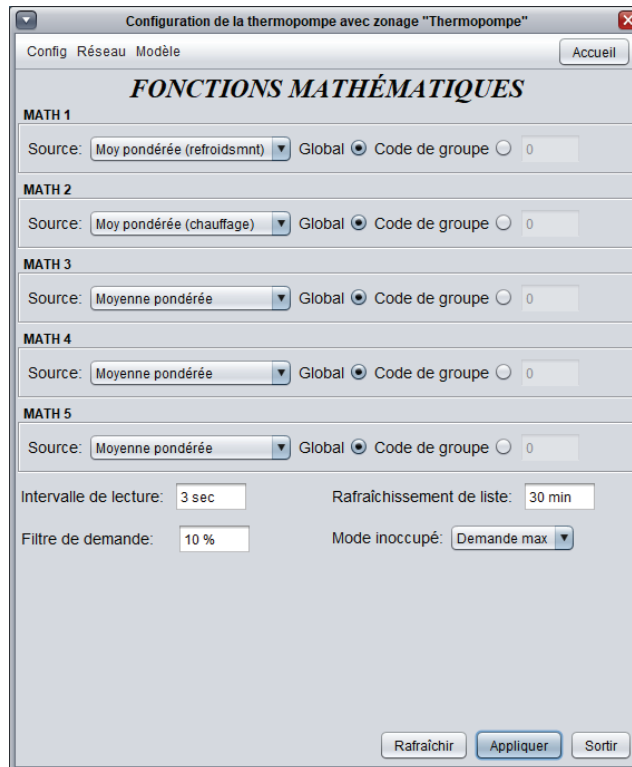 Configuration de la thermopompe avec zonage "Thermopompe"
Config Réseau Modèle Accueil
FONCTIONS MATHÉMATIQUES
MATH 1
Source: Moy pondérée (refroidsmnt) Global Code de groupe 0
MATH 2
Source: Moy pondérée (chauffage) Global Code de groupe 0
MATH 3
Source: Moyenne pondérée Global Code de groupe 0
MATH 4
Source: Moyenne pondérée Global Code de groupe 0
MATH 5
Source: Moyenne pondérée Global Code de groupe 0
Intervalle de lecture: 3 sec Rafraîchissement de liste: 30 min
Filtre de demande: 10 % Mode inoccupé: Demande max
Rafraîchir Appliquer Sortir